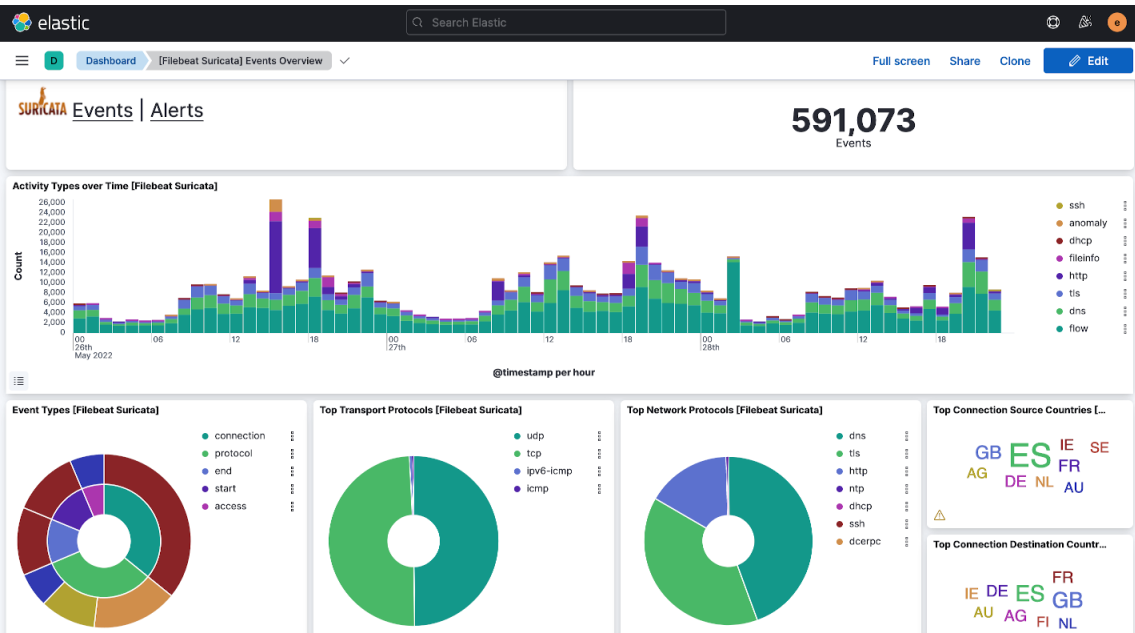 elastic
Search Elastic
e
D
Dashboard
[Filebeat Suricata] Events Overview
Full screen
Share
Clone
Edit
SURICATA
Events | Alerts
591,073
Events
Activity Types over Time [Filebeat Suricata]
26,000
24,000
22,000
20,000
18,000
16,000
14,000
12,000
10,000
8,000
6,000
4,000
2,000
0
Count
00 06 12 18 00 06 12 18 00 06 12 18
26th 27th 28th
May 2022
@timestamp per hour
ssh
anomaly
dhcp
fileinfo
http
tls
dns
flow
Event Types [Filebeat Suricata]
connection
protocol
end
start
access
Top Transport Protocols [Filebeat Suricata]
udp
tcp
ipv6-icmp
icmp
Top Network Protocols [Filebeat Suricata]
dns
tls
http
ntp
dhcp
ssh
dcerpc
Top Connection Source Countries [...
GB ES IE SE
AG FR
DE NL AU
Top Connection Destination Countr...
FR
IE DE ES GB
AU AG FI NL